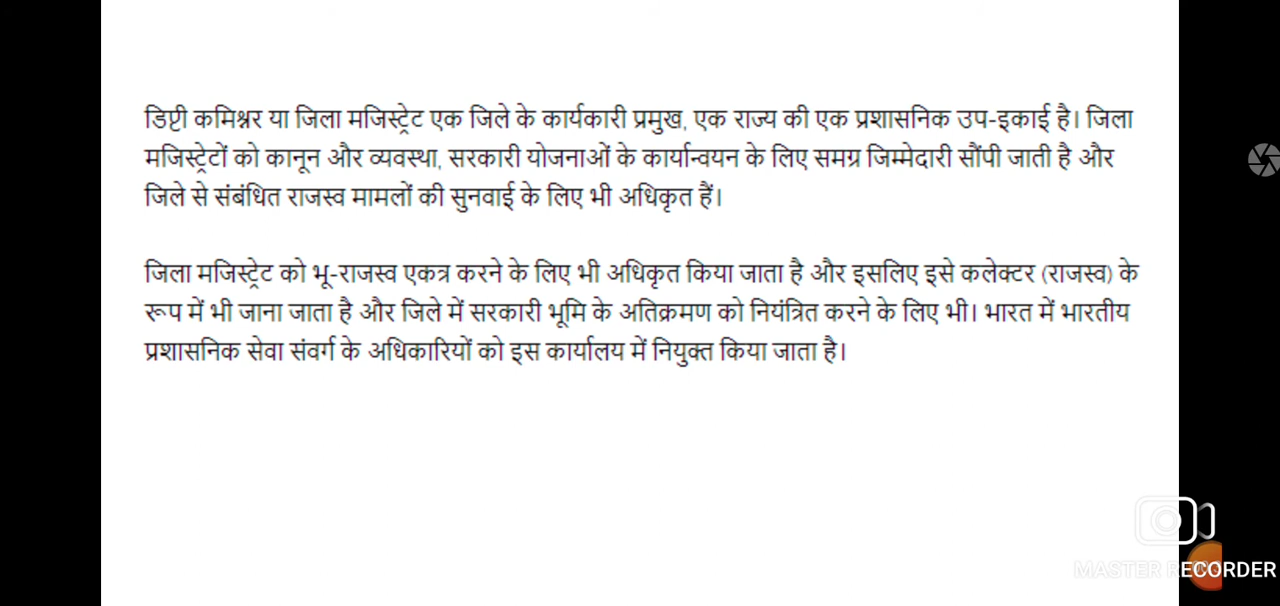 डिप्टी कमिश्नर या जिला मजिस्ट्रेट एक जिले के कार्यकारी प्रमुख, एक राज्य की एक प्रशासनिक उप-इकाई है। जिला
मजिस्ट्रेटों को कानून और व्यवस्था, सरकारी योजनाओं के कार्यान्वयन के लिए समग्र जिम्मेदारी सौंपी जाती है और
जिले से संबंधित राजस्व मामलों की सुनवाई के लिए भी अधिकृत हैं।
जिला मजिस्ट्रेट को भू-राजस्व एकत्र करने के लिए भी अधिकृत किया जाता है और इसलिए इसे कलेक्टर (राजस्व) के
रूप में भी जाना जाता है और जिले में सरकारी भूमि के अतिक्रमण को नियंत्रित करने के लिए भी। भारत में भारतीय
प्रशासनिक सेवा संवर्ग के अधिकारियों को इस कार्यालय में नियुक्त किया जाता है।
MASTER RECORDER